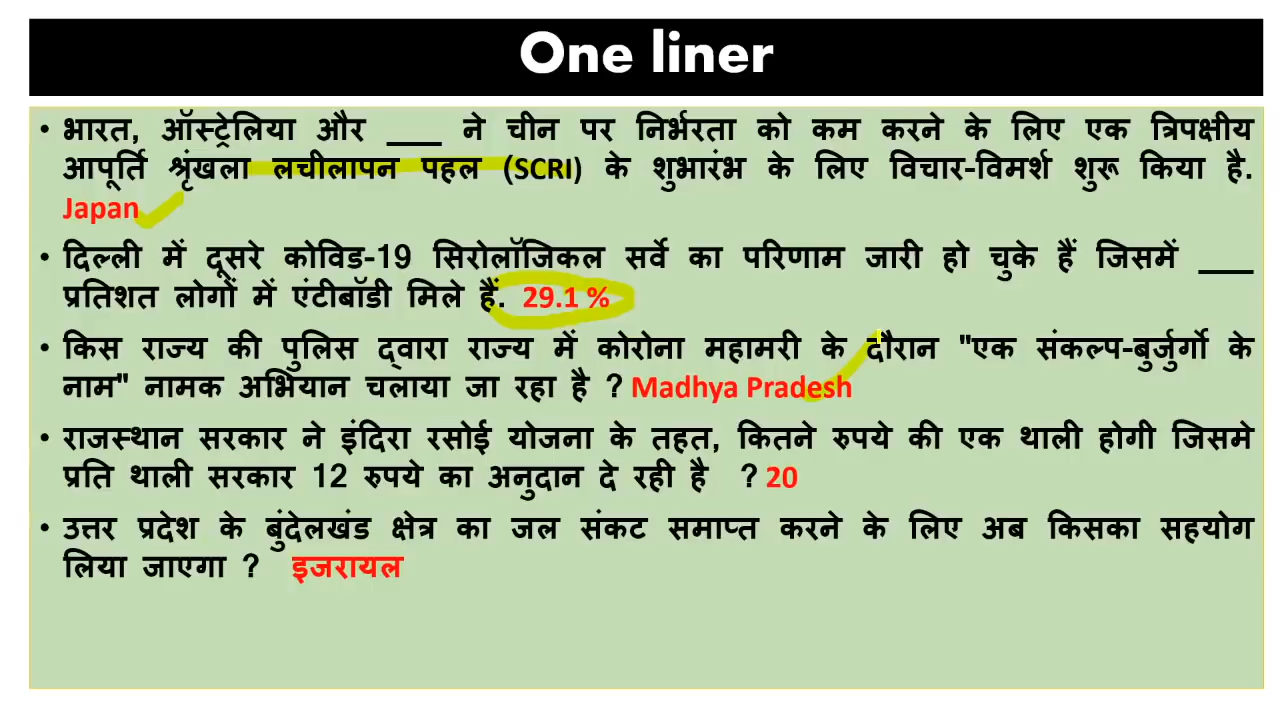 One liner
• भारत, ऑस्ट्रेलिया और ____ ने चीन पर निर्भरता को कम करने के लिए एक त्रिपक्षीय
आपूर्ति श्रृंखला लचीलापन पहल (SCRI) के शुभारंभ के लिए विचार-विमर्श शुरू किया है.
Japan
• दिल्ली में दूसरे कोविड-19 सिरोलॉजिकल सर्वे का परिणाम जारी हो चुके हैं जिसमें ____
प्रतिशत लोगों में एंटीबॉडी मिले हैं. 29.1 %
• किस राज्य की पुलिस द्वारा राज्य में कोरोना महामरी के दौरान "एक संकल्प-बुर्जुर्गो के
नाम" नामक अभियान चलाया जा रहा है ? Madhya Pradesh
• राजस्थान सरकार ने इंदिरा रसोई योजना के तहत, कितने रुपये की एक थाली होगी जिसमे
प्रति थाली सरकार 12 रुपये का अनुदान दे रही है ? 20
• उत्तर प्रदेश के बुंदेलखंड क्षेत्र का जल संकट समाप्त करने के लिए अब किसका सहयोग
लिया जाएगा ? इजरायल